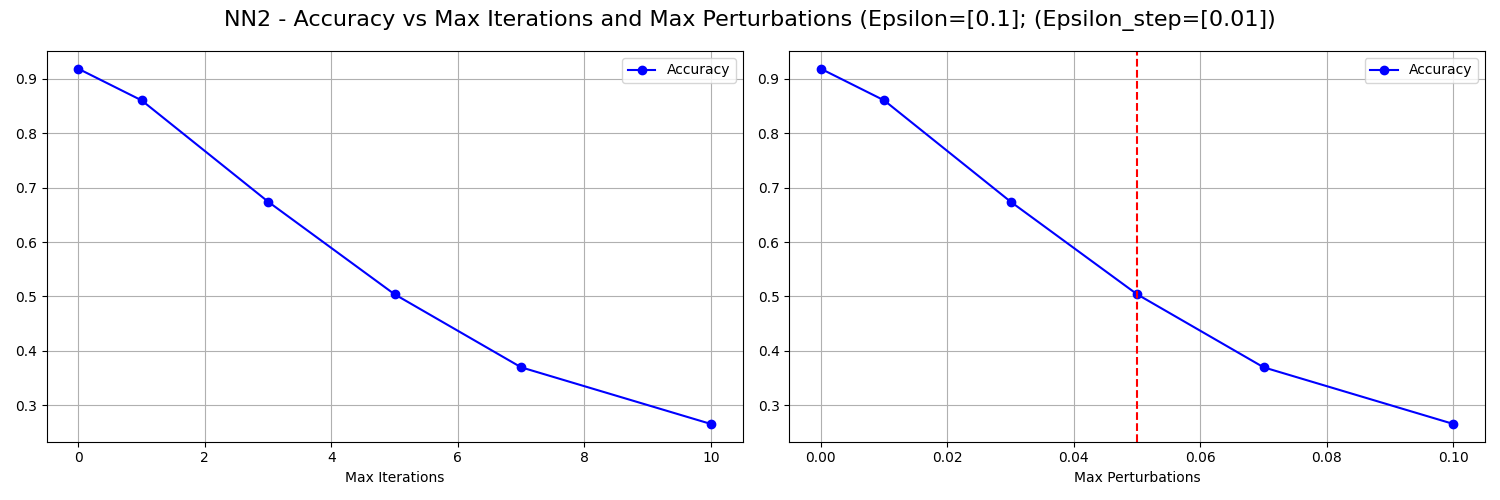 NN2 - Accuracy vs Max Iterations and Max Perturbations (Epsilon=[0.1]; (Epsilon_step=[0.01])
Accuracy
0.9
0.8
0.7
0.6
0.5
0.4
0.3
0 2 4 6 8 10
Max Iterations
Accuracy
0.9
0.8
0.7
0.6
0.5
0.4
0.3
0.00 0.02 0.04 0.06 0.08 0.10
Max Perturbations